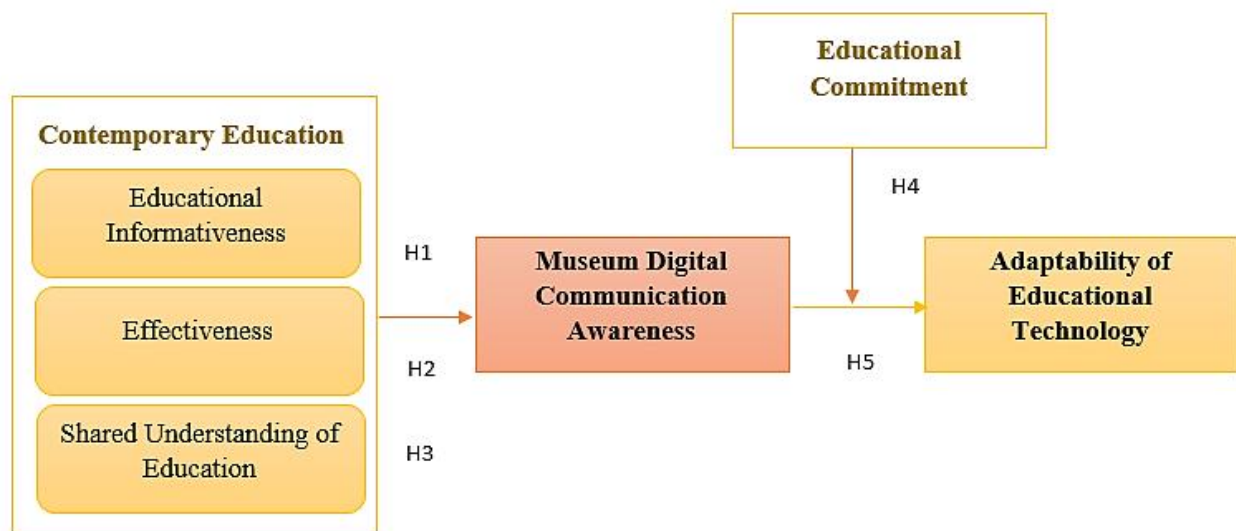 Educational
Commitment
Contemporary Education
Educational
Informativeness
Effectiveness
Shared Understanding of
Education
H1
H2
H3
Museum Digital
Communication
Awareness
H4
H5
Adaptability of
Educational
Technology